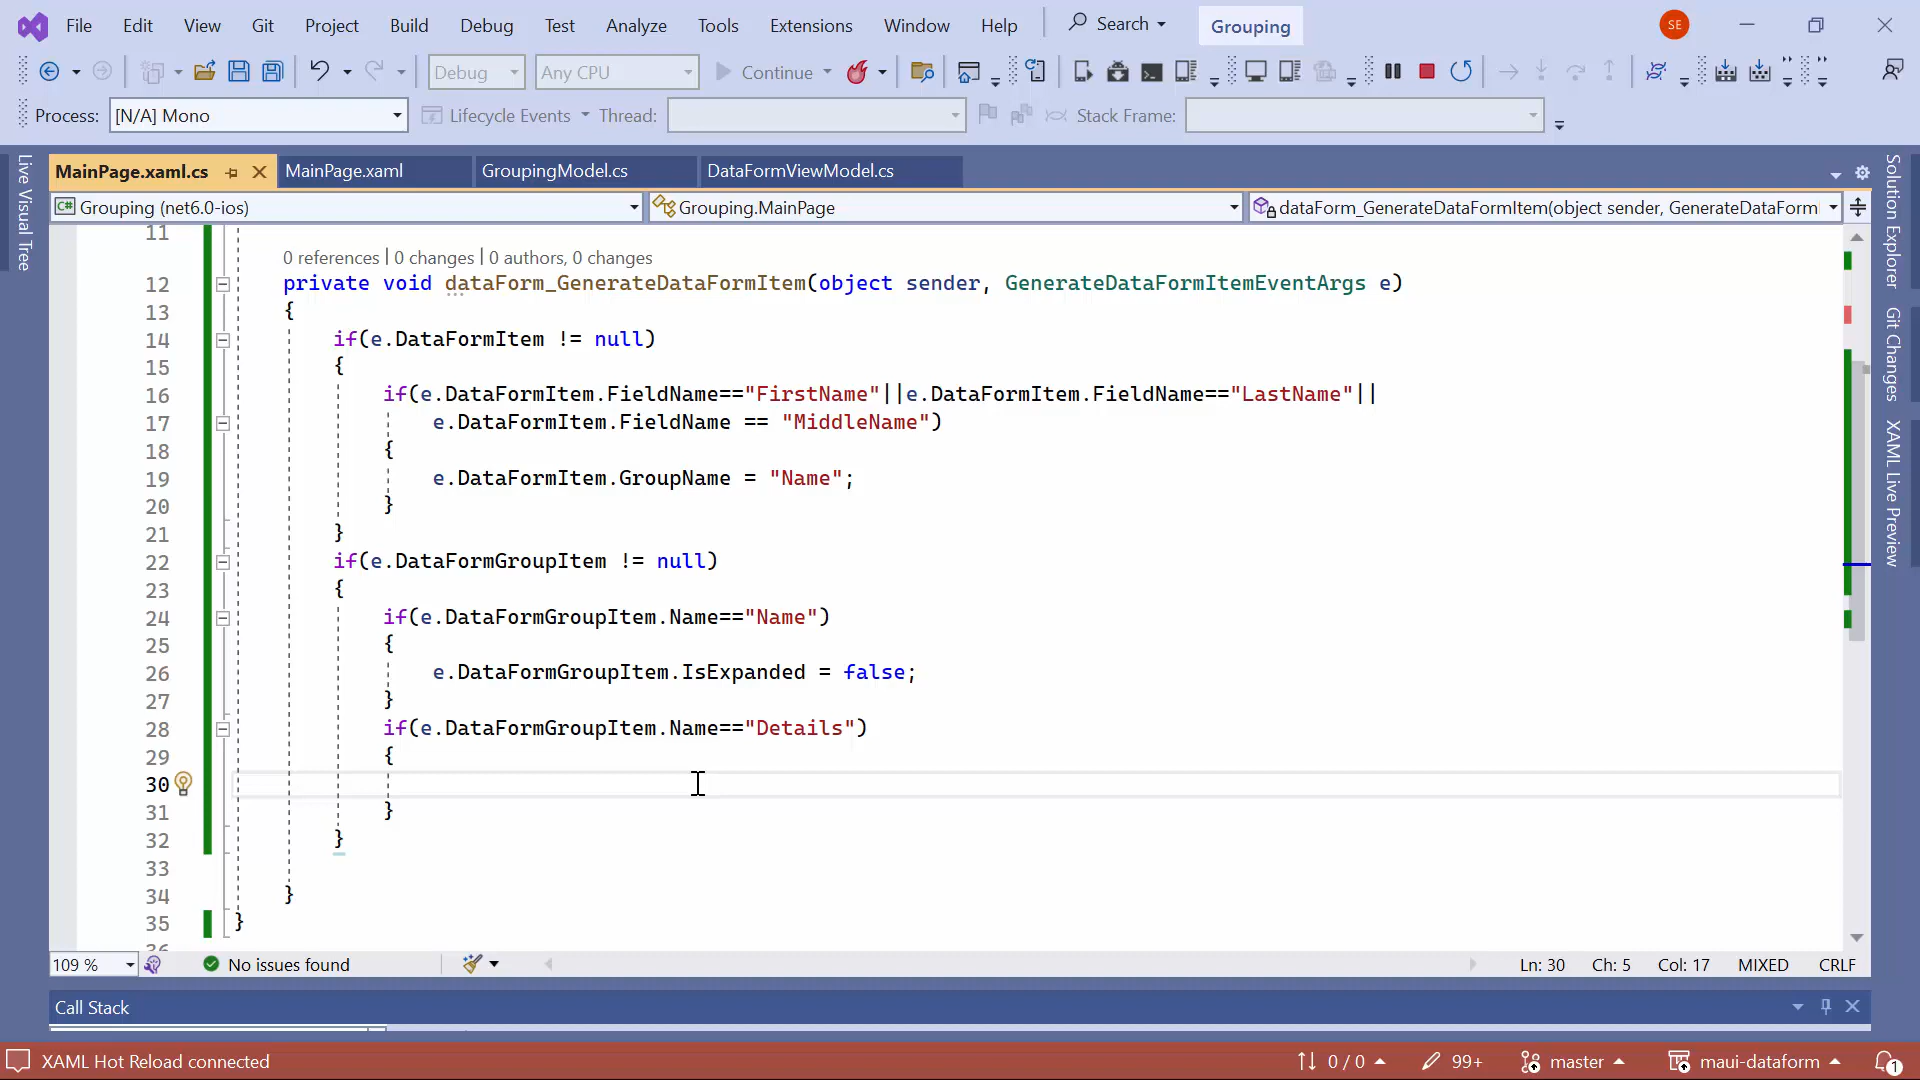 File Edit View Git Project Build Debug Test Analyze Tools Extensions Window Help Search Grouping SE
Debug Any CPU Continue
Process: [N/A] Mono Lifecycle Events Thread: Stack Frame:
MainPage.xaml.cs MainPage.xaml GroupingModel.cs DataFormViewModel.cs
Grouping (net6.0-ios) Grouping.MainPage dataForm_GenerateDataFormItem(object sender, GenerateDataForm
Live Visual Tree
Solution Explorer
Git Changes
XAML Live Preview
11
0 references | 0 changes | 0 authors, 0 changes
12 private void dataForm_GenerateDataFormItem(object sender, GenerateDataFormItemEventArgs e)
13 {
14 if(e.DataFormItem != null)
15 {
16 if(e.DataFormItem.FieldName=="FirstName"||e.DataFormItem.FieldName=="LastName"||
17 e.DataFormItem.FieldName == "MiddleName")
18 {
19 e.DataFormItem.GroupName = "Name";
20 }
21 }
22 if(e.DataFormGroupItem != null)
23 {
24 if(e.DataFormGroupItem.Name=="Name")
25 {
26 e.DataFormGroupItem.IsExpanded = false;
27 }
28 if(e.DataFormGroupItem.Name=="Details")
29 {
30
31 }
32 }
33
34 }
35 }
36
109 % No issues found Ln: 30 Ch: 5 Col: 17 MIXED CRLF
Call Stack
XAML Hot Reload connected 0 / 0 99+ master maui-dataform 1